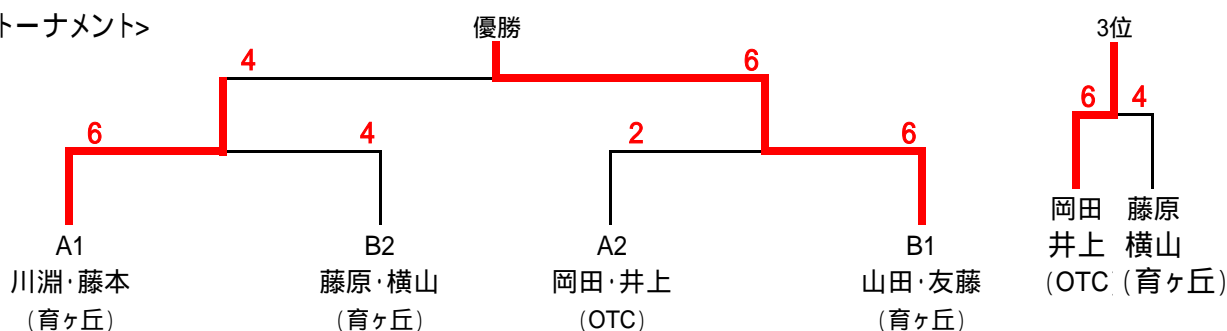 トーナメント>
優勝
3位
4
6
6
4
6
4
2
6
岡田 藤原
井上 横山
(OTC (育ヶ丘)
A1
B2
A2
B1
川淵・藤本
藤原・横山
岡田・井上
山田・友藤
(育ヶ丘)
(育ヶ丘)
(OTC)
(育ヶ丘)